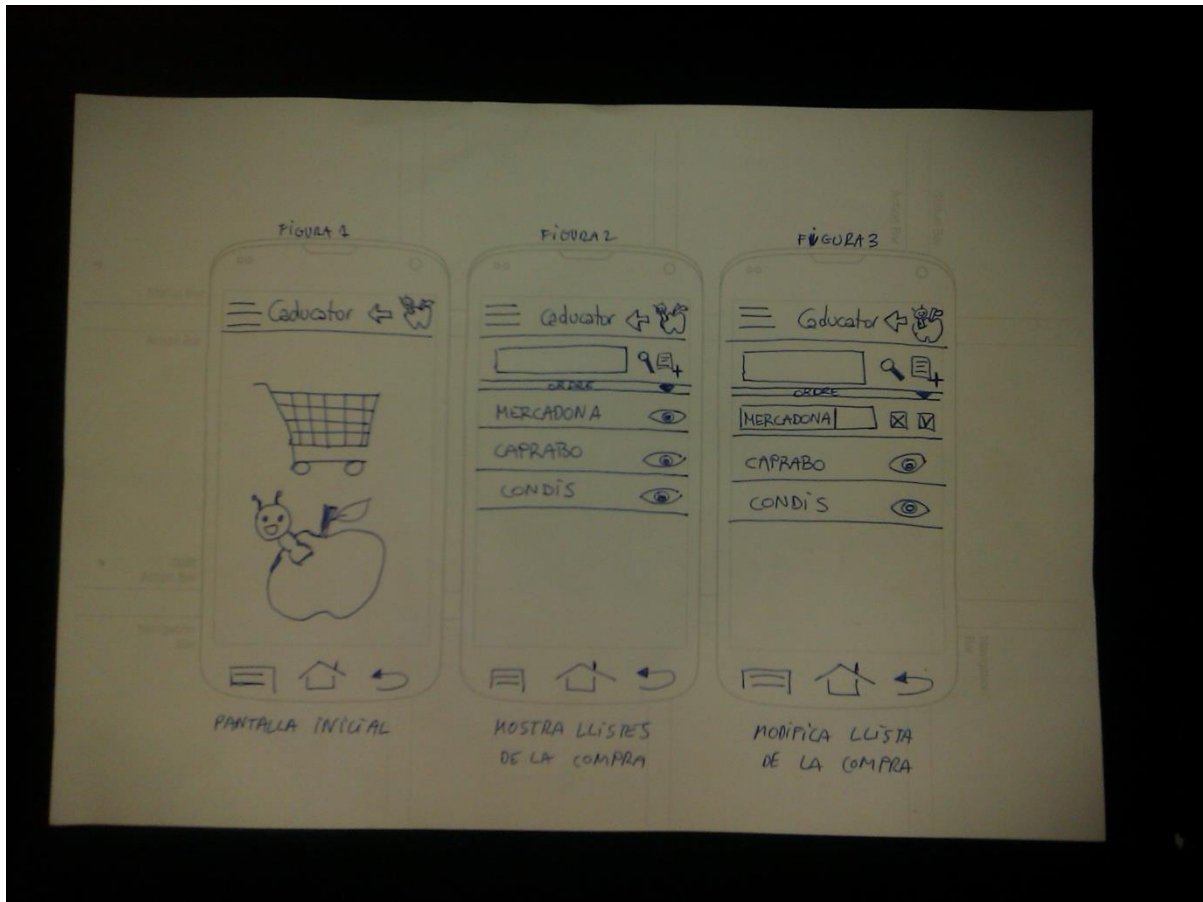 FIGURA 1
Caducator
PANTALLA INICIAL
FIGURA 2
Caducator
ORDRE
MERCADONA
CAPRABO
CONDIS
MOSTRA LLISTES
DE LA COMPRA
FIGURA 3
Caducator
ORDRE
MERCADONA
CAPRABO
CONDIS
MODIFICA LLISTA
DE LA COMPRA